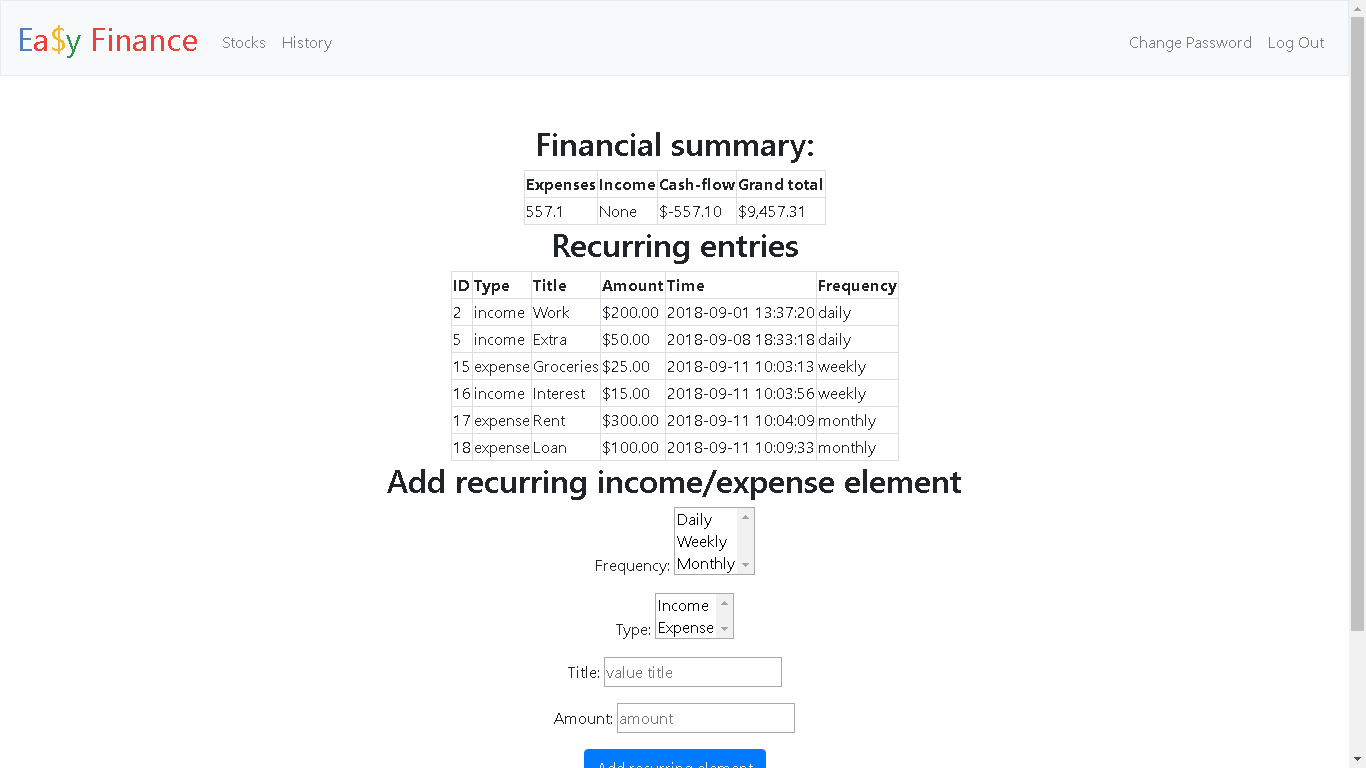 Ea$y Finance Stocks History Change Password Log Out
Financial summary:
Expenses Income Cash-flow Grand total
557.1 None $-557.10 $9,457.31
Recurring entries
ID Type Title Amount Time Frequency
2 income Work $200.00 2018-09-01 13:37:20 daily
5 income Extra $50.00 2018-09-08 18:33:18 daily
15 expense Groceries $25.00 2018-09-11 10:03:13 weekly
16 income Interest $15.00 2018-09-11 10:03:56 weekly
17 expense Rent $300.00 2018-09-11 10:04:09 monthly
18 expense Loan $100.00 2018-09-11 10:09:33 monthly
Add recurring income/expense element
Daily
Weekly
Frequency: Monthly
Income
Type: Expense
Title: value title
Amount: amount
Add recurring element